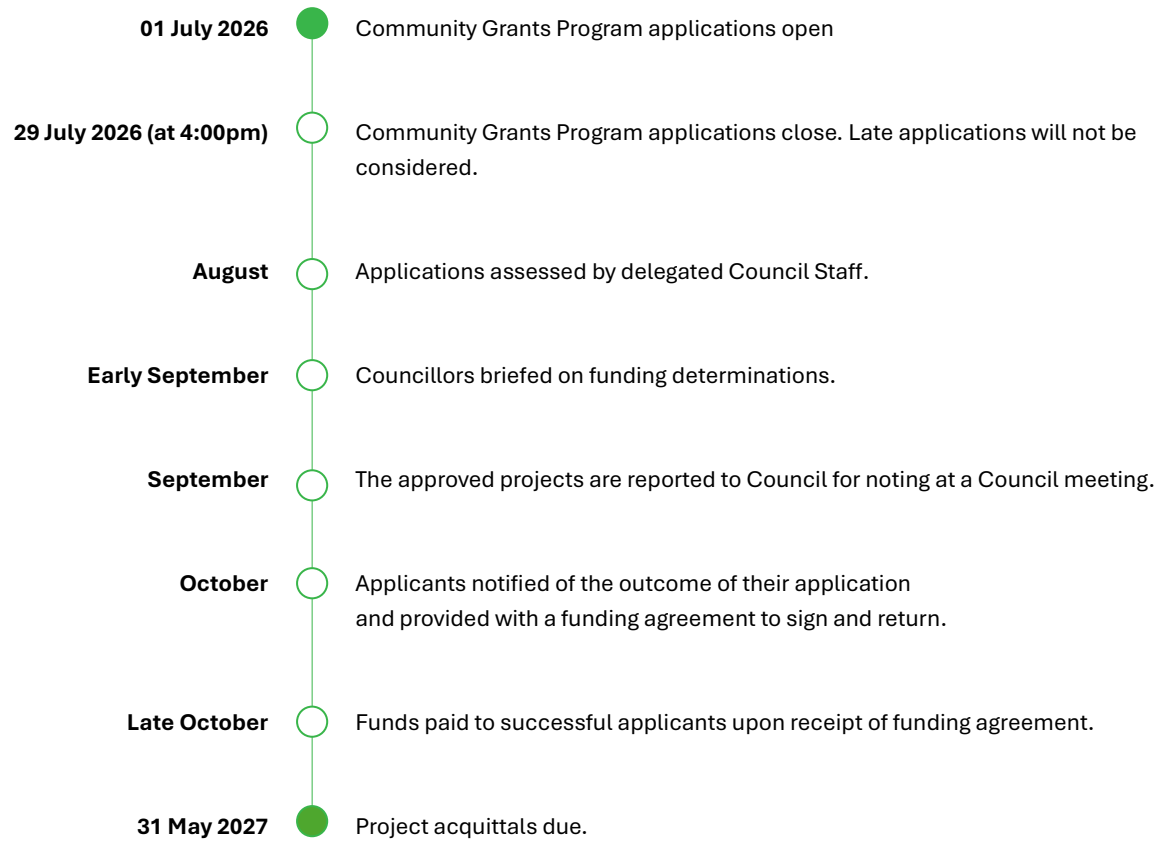 01 July 2026 Community Grants Program applications open
29 July 2026 (at 4:00pm) Community Grants Program applications close. Late applications will not be
considered.
August Applications assessed by delegated Council Staff.
Early September Councillors briefed on funding determinations.
September The approved projects are reported to Council for noting at a Council meeting.
October Applicants notified of the outcome of their application
and provided with a funding agreement to sign and return.
Late October Funds paid to successful applicants upon receipt of funding agreement.
31 May 2027 Project acquittals due.